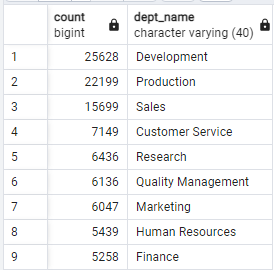 count dept_name
bigint character varying (40)
1 25628 Development
2 22199 Production
3 15699 Sales
4 7149 Customer Service
5 6436 Research
6 6136 Quality Management
7 6047 Marketing
8 5439 Human Resources
9 5258 Finance